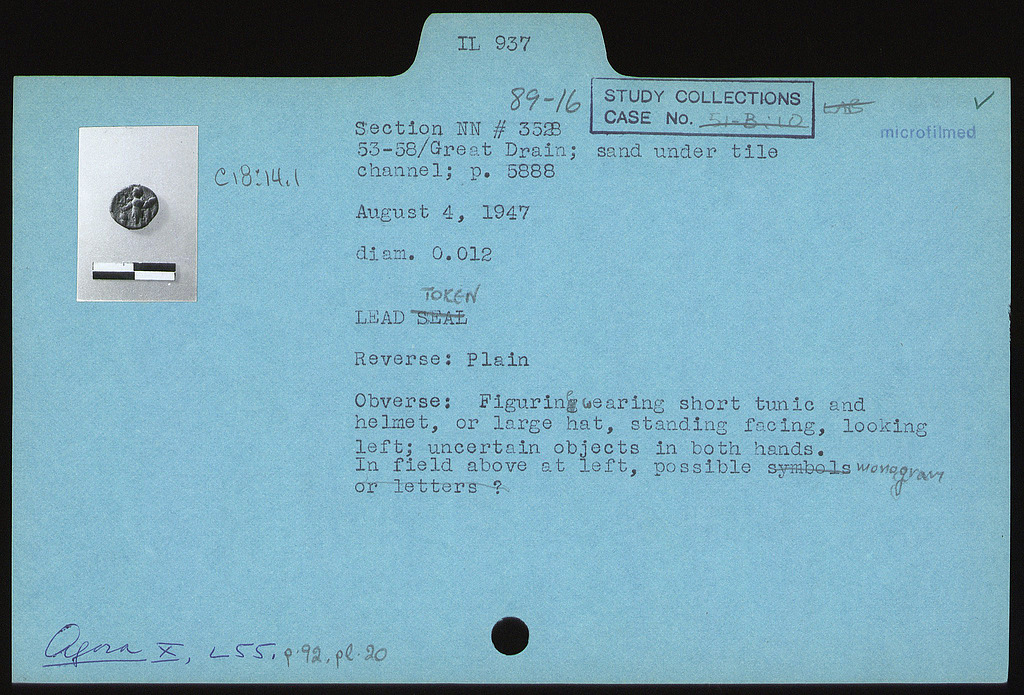 IL 937
89-16
STUDY COLLECTIONS
CASE No. 51-B:10
LAB
microfilmed
Section NN # 3528
53-58/Great Drain; sand under tile
channel; p. 5888
C18:14.1
August 4, 1947
diam. 0.012
TOKEN
LEAD SEAL
Reverse: Plain
Obverse: Figurine wearing short tunic and
helmet, or large hat, standing facing, looking
left; uncertain objects in both hands.
In field above at left, possible symbols monogram
or letters ?
Agora X, L55, p.92, pl.20